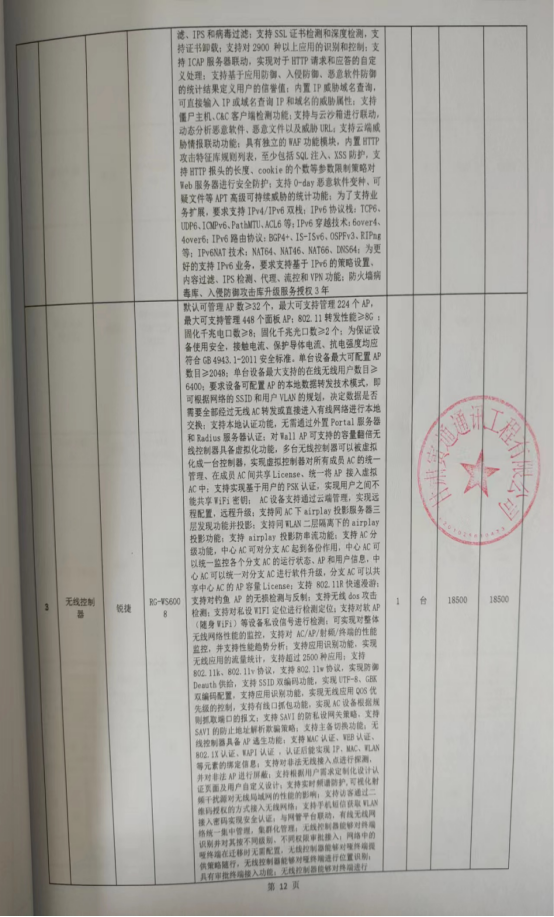 滤、IPS 和病毒过滤；支持 SSL 证书检测和深度检测，支
持证书卸载；支持对 2900 种以上应用的识别和控制；支
持 ICAP 服务器联动，实现对于 HTTP 请求和应答的自定
义处理；支持基于应用防御、入侵防御、恶意软件防御
的统计结果定义用户的信誉值；内置 IP 威胁域名查询，
可直接输入 IP 或域名查询 IP 和域名的威胁属性；支持
僵尸主机、C&C 客户端检测功能；支持与云沙箱进行联动，
动态分析恶意软件、恶意文件以及威胁 URL；支持云端威
胁情报联动功能；具有独立的 WAF 功能模块，内置 HTTP
攻击特征库规则列表，至少包括 SQL 注入、XSS 防护，支
持 HTTP 报头的长度、cookie 的个数等参数限制策略对
Web 服务器进行安全防护；支持 0-day 恶意软件变种、可
疑文件等 APT 高级可持续威胁的统计功能；为了支持业
务扩展，要求支持 IPv4/IPv6 双栈；IPv6 协议栈：TCP6、
UDP6、ICMPv6、PathMTU、ACL6 等；IPv6 穿越技术：6over4、
4over6；IPv6 路由协议：BGP4+、IS-ISv6、OSPFv3、RIPng
等；IPv6NAT 技术：NAT64、NAT46、NAT66、DNS64；为更
好的支持 IPv6 业务，要求支持基于 IPv6 的策略设置、
内容过滤、IPS 检测、代理、流控和 VPN 功能；防火墙病
毒库、入侵防御攻击库升级服务授权 3 年
3
无线控制
器
锐捷
RG-WS600
8
默认可管理 AP 数≥32 个，最大可支持管理 224 个 AP，
最大可支持管理 448 个面板 AP；802.11 转发性能≥8G；
固化千兆电口数≥8；固化千兆光口数≥2 个；为保证设
备使用安全，接触电流、保护导体电流、抗电强度均应
符合 GB 4943.1-2011 安全标准，单台设备最大可配置 AP
数目≥2048；单台设备最大支持的在线无线用户数目≥
6400；要求设备可配置 AP 的本地数据转发技术模式，即
可根据网络的 SSID 和用户 VLAN 的规划，决定数据是否
需要全部经过无线 AC 转发或直接进入有线网络进行本地
交换；支持本地认证功能，无需通过外置 Portal 服务器
和 Radius 服务器认证；对 Wall AP 可支持的容量翻倍无
线控制器具备虚拟化功能，多台无线控制器可以被虚拟
化成一台控制器，实现虚拟控制器对所有成员 AC 的统一
管理、在成员 AC 间共享 License、统一将 AP 接入虚拟
AC 中；支持实现基于用户的 PSK 认证，实现用户之间不
能共享 WiFi 密钥； AC 设备支持通过云端管理，实现远
程配置，远程升级；支持同 AC 下 airplay 投影服务器三
层发现功能并投影；支持同 WLAN 二层隔离下的 airplay
投影功能；支持 airplay 投影防串流功能；支持 AC 分
级功能，中心 AC 可对分支 AC 起到备份作用，中心 AC 可
以统一监控各个分支 AC 的运行状态、AP 和用户信息，中
心 AC 可以统一对分支 AC 进行软件升级，分支 AC 可以共
享中心 AC 的 AP 容量 License；支持 802.11R 快速漫游；
支持对钓鱼 AP 的无损检测与反制；支持无线 dos 攻击
检测；支持对私设 WIFI 定位进行检测定位；支持对软 AP
（随身 WiFi）等设备私设信号进行检测；可实现对整体
无线网络性能的监控，支持对 AC/AP/射频/终端的性能
监控，并支持性能趋势分析；支持应用识别功能，实现
无线应用的流量统计，支持超过 2500 种应用；支持
802.11k，802.11v 协议，支持 802.11w 协议，实现防御
Deauth 供给，支持 SSID 双编码功能，实现 UTF-8、GBK
双编码配置，支持应用识别功能，实现无线应用 QOS 优
先级的控制，支持有线口抓包功能，实现 AC 设备根据规
则抓取端口的报文；支持 SAVI 的防私设网关策略，支持
SAVI 的防止地址解析欺骗策略；支持主备切换功能；无
线控制器具备 AP 逃生功能；支持 MAC 认证、WEB 认证、
802.1X 认证、WAPI 认证，认证后能实现 IP、MAC、WLAN
等元素的绑定信息；支持对非法无线接入点进行探测，
并对非法 AP 进行屏蔽；支持根据用户需求定制化设计认
证页面及用户自定义设计；支持实时频谱防护，可视化射
频干扰源对无线局域网的性能的影响；支持访客通过二
维码授权的方式接入无线网络；支持手机短信获取 WLAN
接入密码实现安全认证；与网管平台联动，有线无线网
络统一集中管理，集群化管理；无线控制器能够对终端
识别并对其按不同级别、不同权限审批接入；网络中的
哑终端在迁移时无需配置，无线控制器能够对哑终端提
供策略随行，无线控制器能够对哑终端进行位置识别；
具有审批终端接入功能；无线控制器能够对终端进行
1
台
18500
18500
甘肃安通通讯工程有限公司
第 12 页